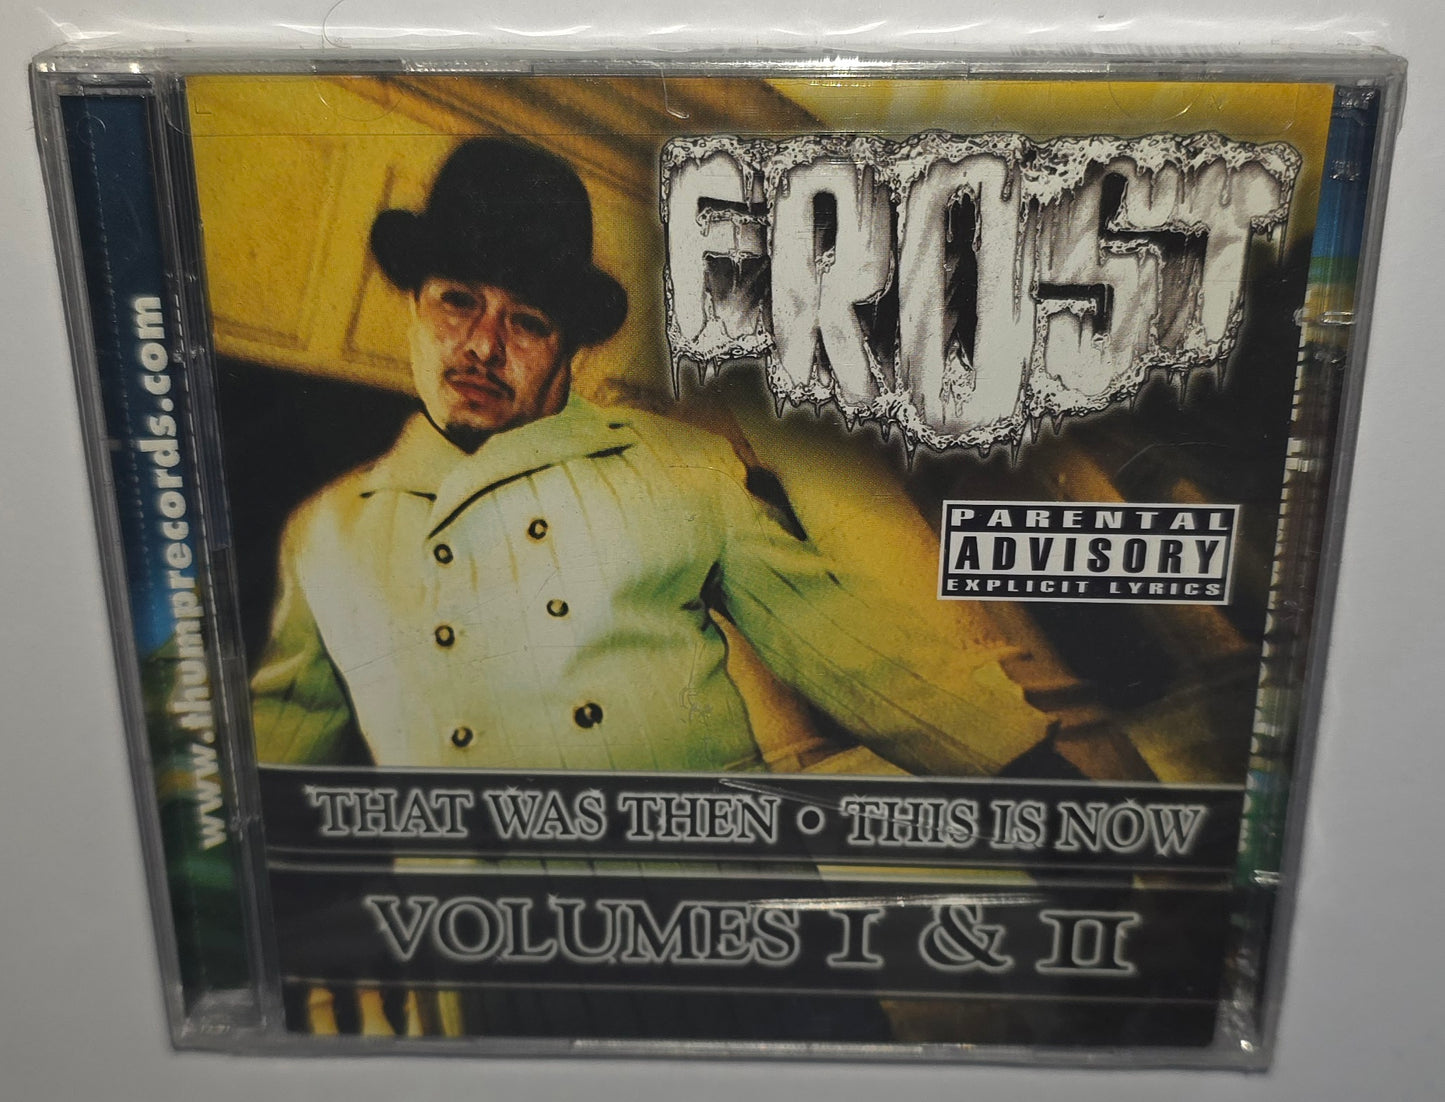 FROST
PARENTAL
ADVISORY
EXPLICIT LYRICS
THAT WAS THEN • THIS IS NOW
VOLUMES I & II
www.thumprecords.com